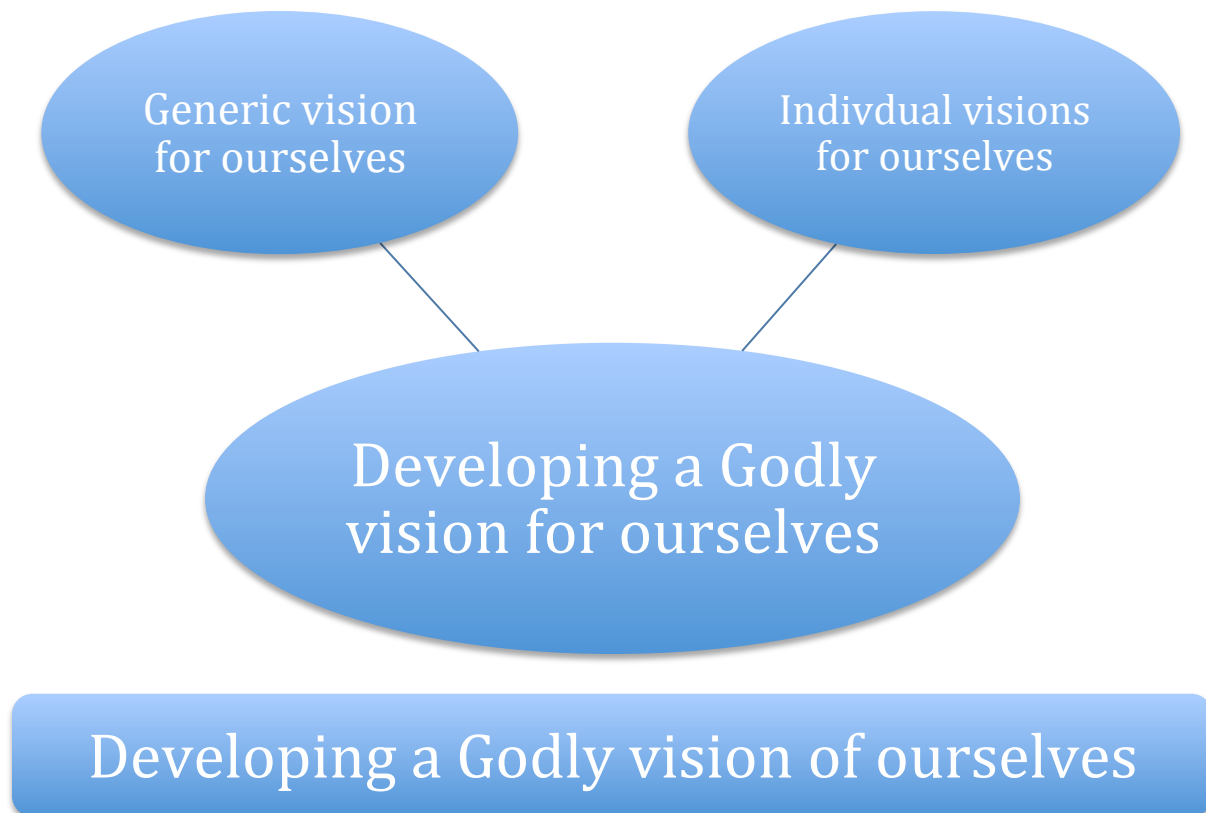 Generic vision
for ourselves
Indivdual visions
for ourselves
Developing a Godly
vision for ourselves
Developing a Godly vision of ourselves